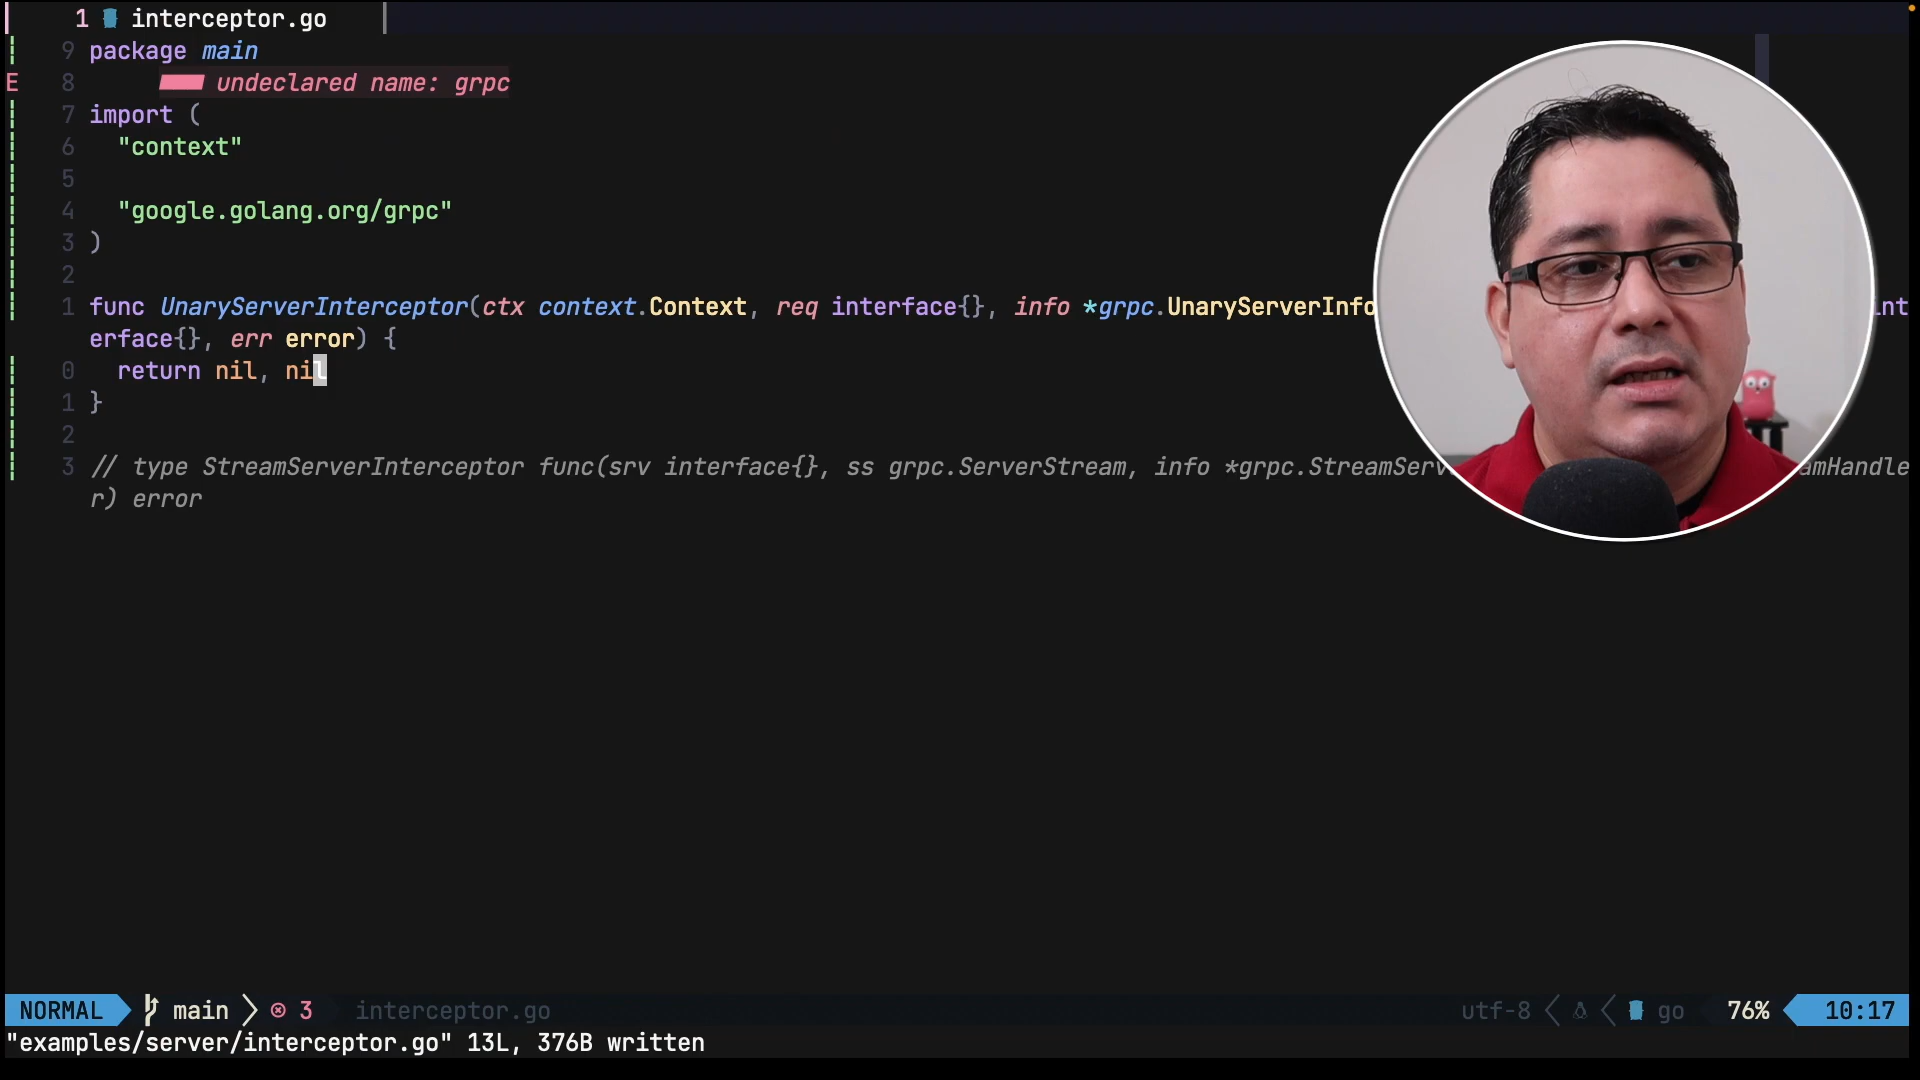 1 interceptor.go
9 package main
E 8 undeclared name: grpc
7 import (
6 "context"
5
4 "google.golang.org/grpc"
3 )
2
1 func UnaryServerInterceptor(ctx context.Context, req interface{}, info *grpc.UnaryServerInfo int
erface{}, err error) {
0 return nil, nil
1 }
2
3 // type StreamServerInterceptor func(srv interface{}, ss grpc.ServerStream, info *grpc.StreamServ amHandle
r) error
NORMAL main 3 interceptor.go utf-8 go 76% 10:17
"examples/server/interceptor.go" 13L, 376B written